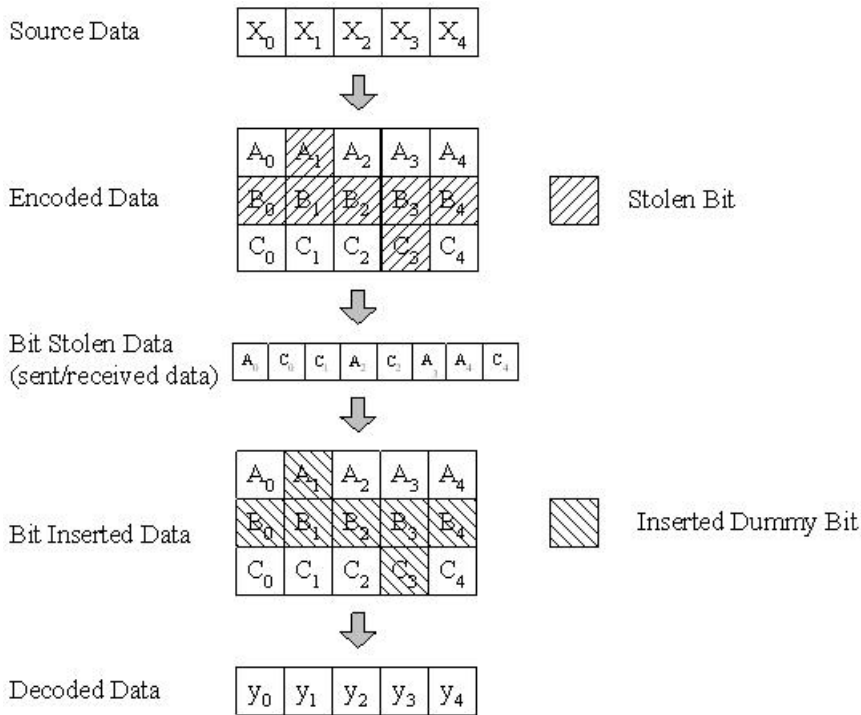 Source Data
X0 X1 X2 X3 X4
A0 A1 A2 A3 A4
Encoded Data
B0 B1 B2 B3 B4
Stolen Bit
C0 C1 C2 C3 C4
Bit Stolen Data
(sent/received data)
A0 C0 C1 A2 C2 A3 A4 C4
A0 A1 A2 A3 A4
Bit Inserted Data
B0 B1 B2 B3 B4
Inserted Dummy Bit
C0 C1 C2 C3 C4
Decoded Data
y0 y1 y2 y3 y4